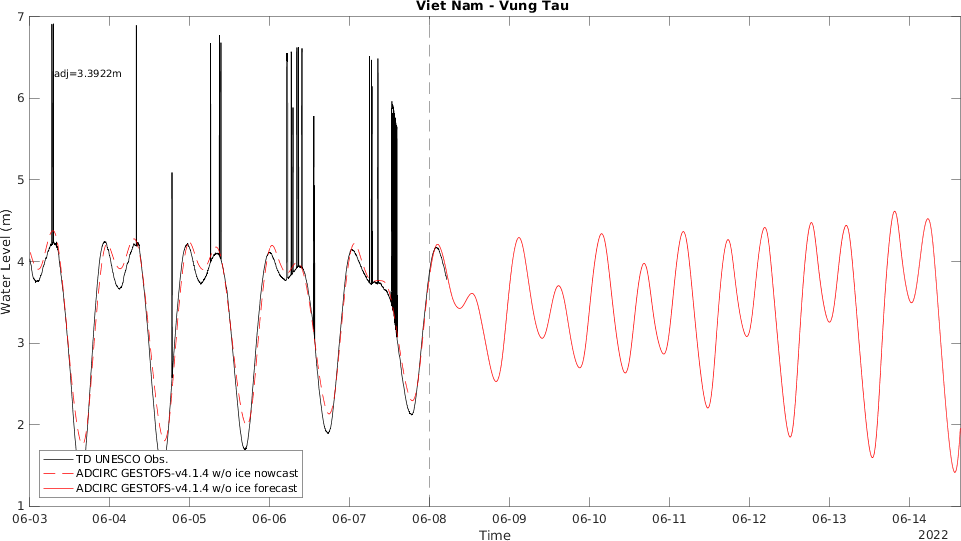 Viet Nam - Vung Tau
7
6
5
4
3
2
1
Water Level (m)
adj=3.3922m
TD UNESCO Obs.
ADCIRC GESTOFS-v4.1.4 w/o ice nowcast
ADCIRC GESTOFS-v4.1.4 w/o ice forecast
06-03 06-04 06-05 06-06 06-07 06-08 06-09 06-10 06-11 06-12 06-13 06-14
Time
2022